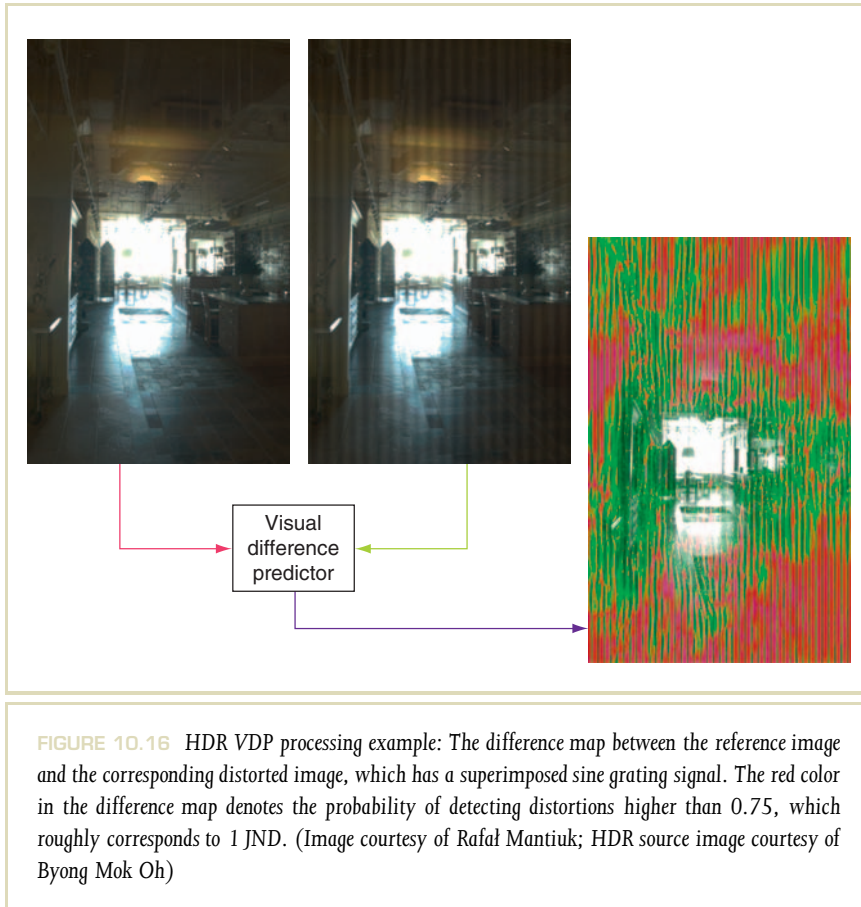 Visual
difference
predictor
FIGURE 10.16 HDR VDP processing example: The difference map between the reference image
and the corresponding distorted image, which has a superimposed sine grating signal. The red color
in the difference map denotes the probability of detecting distortions higher than 0.75, which
roughly corresponds to 1 JND. (Image courtesy of Rafał Mantiuk; HDR source image courtesy of
Byong Mok Oh)